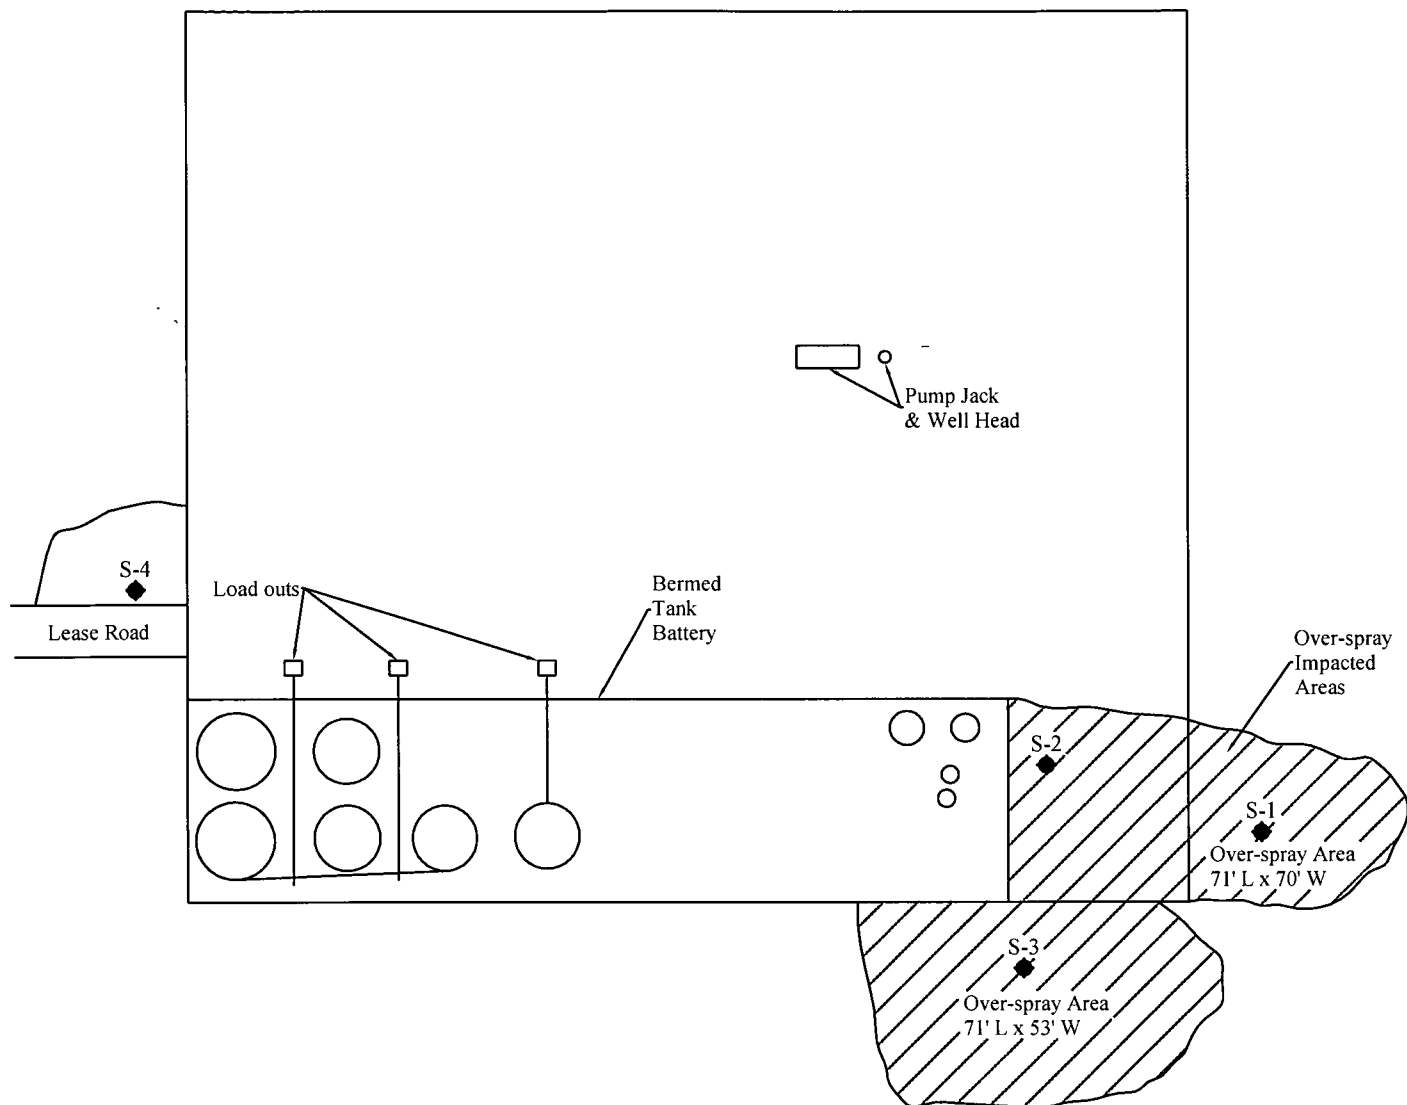 Pump Jack
& Well Head
S-4
Load outs
Lease Road
Bermed
Tank
Battery
Over-spray
Impacted
Areas
S-2
S-1
Over-spray Area
71' L x 70' W
S-3
Over-spray Area
71' L x 53' W